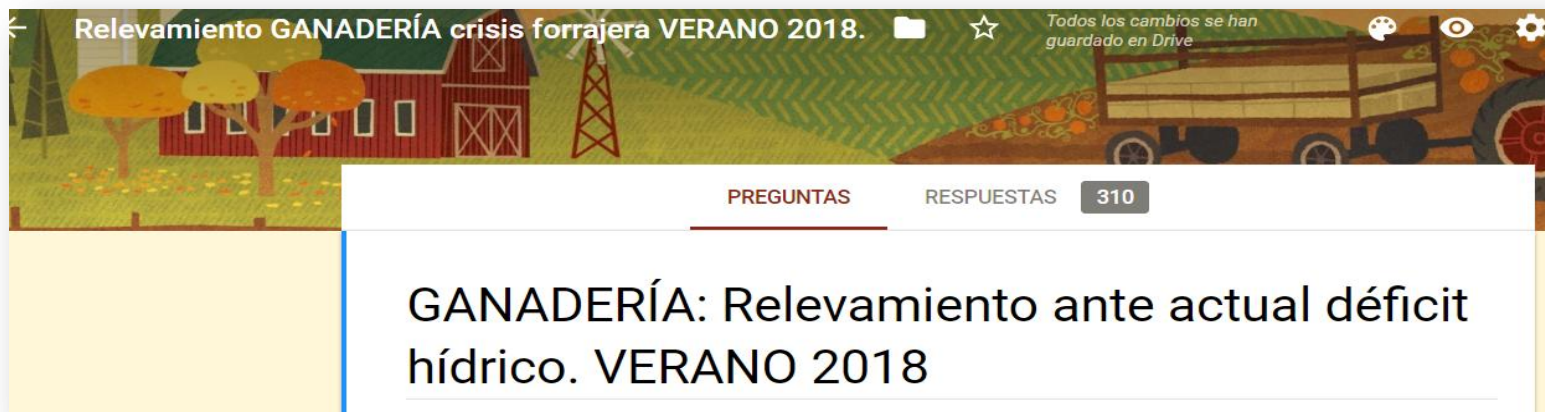 Relevamiento GANADERÍA crisis forrajera VERANO 2018.
Todos los cambios se han
guardado en Drive
PREGUNTAS
RESPUESTAS 310
GANADERÍA: Relevamiento ante actual déficit
hídrico. VERANO 2018